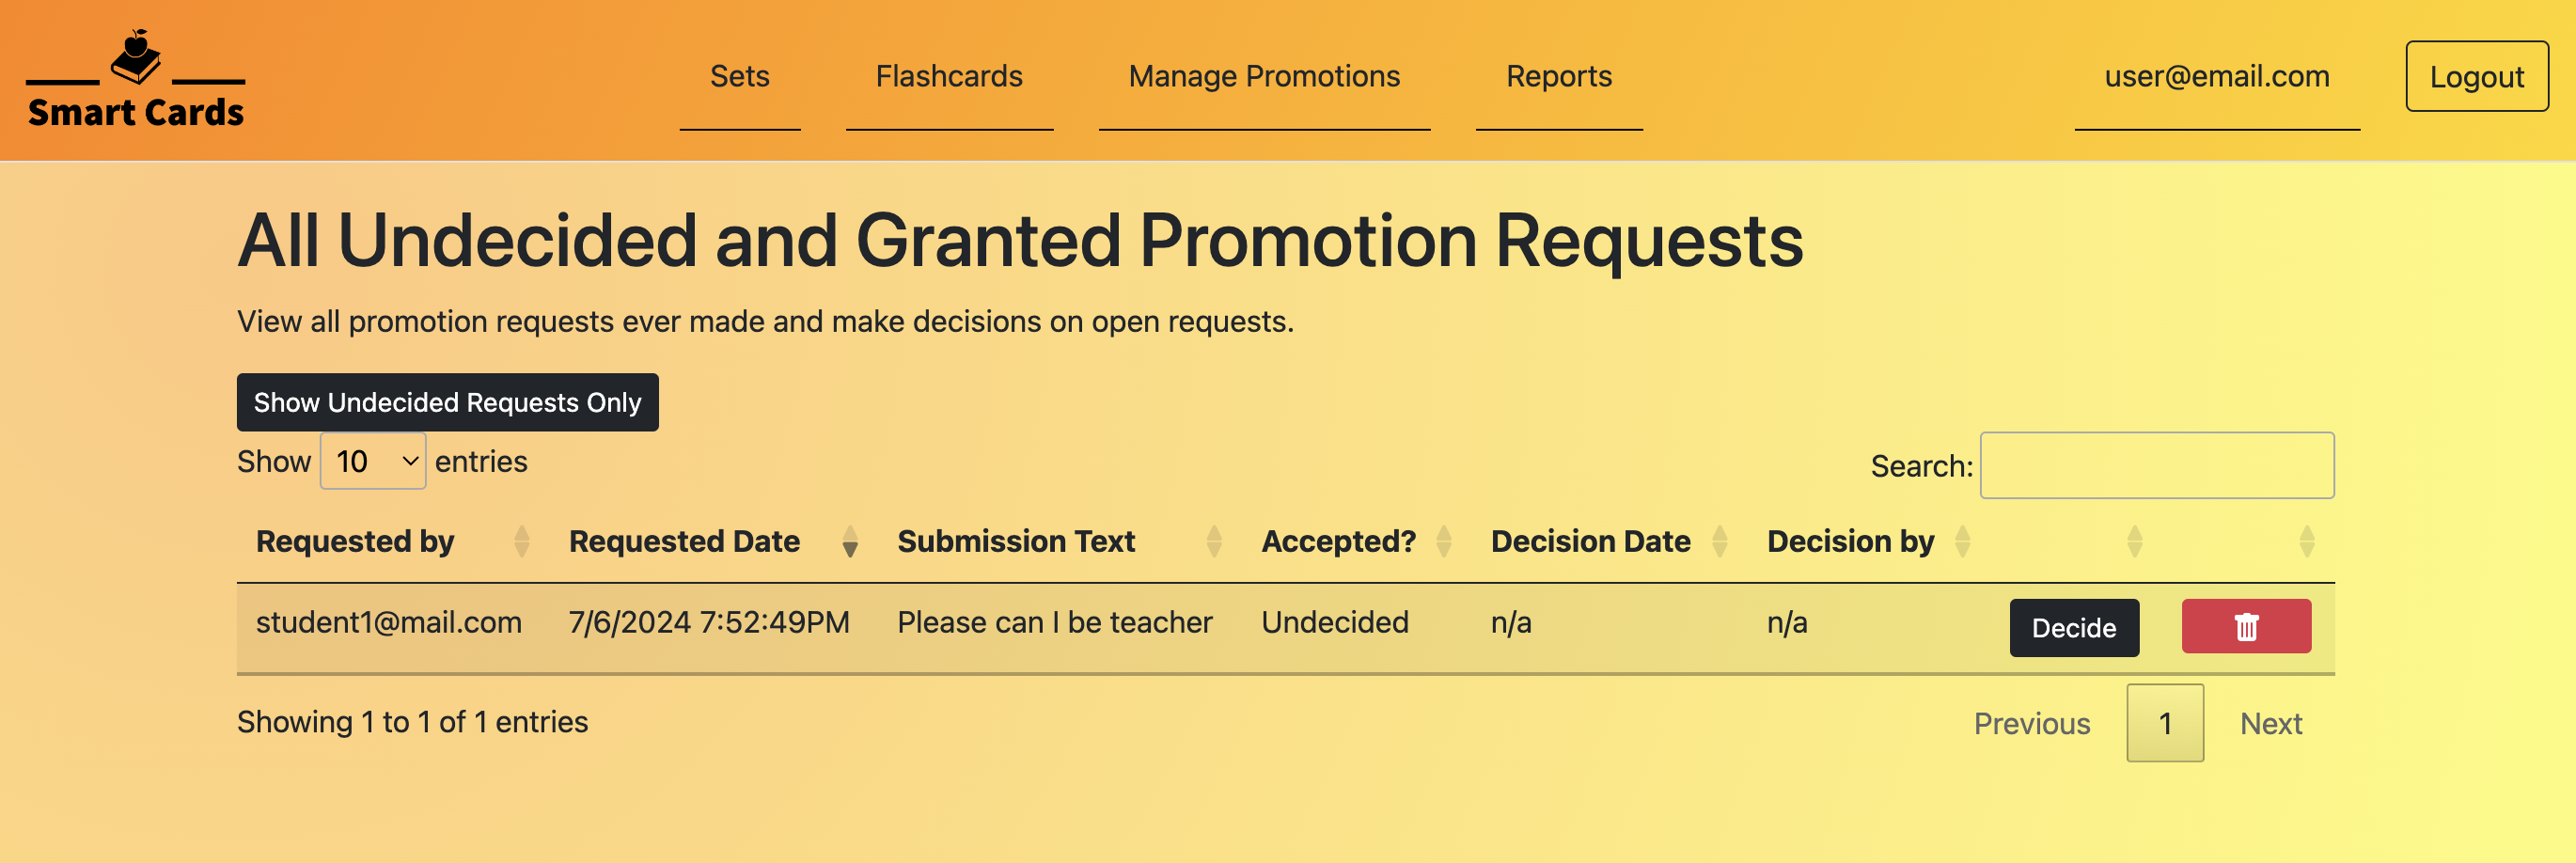 Smart Cards
Sets Flashcards Manage Promotions Reports user@email.com Logout
All Undecided and Granted Promotion Requests
View all promotion requests ever made and make decisions on open requests.
Show Undecided Requests Only
Show 10 entries Search:
Requested by Requested Date Submission Text Accepted? Decision Date Decision by
student1@mail.com 7/6/2024 7:52:49PM Please can I be teacher Undecided n/a n/a Decide
Showing 1 to 1 of 1 entries Previous 1 Next